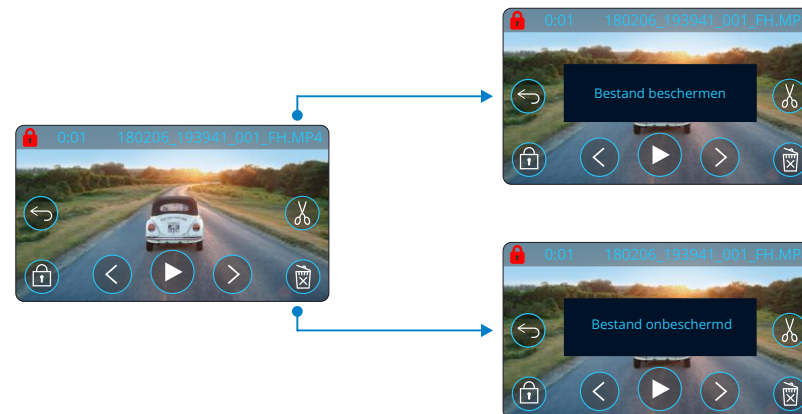 0:01 180206_193941_001_FH.MP4
0:01 180206_193941_001_FH.MP
Bestand beschermen
0:01 180206_193941_001_FH.MP
Bestand onbeschermd